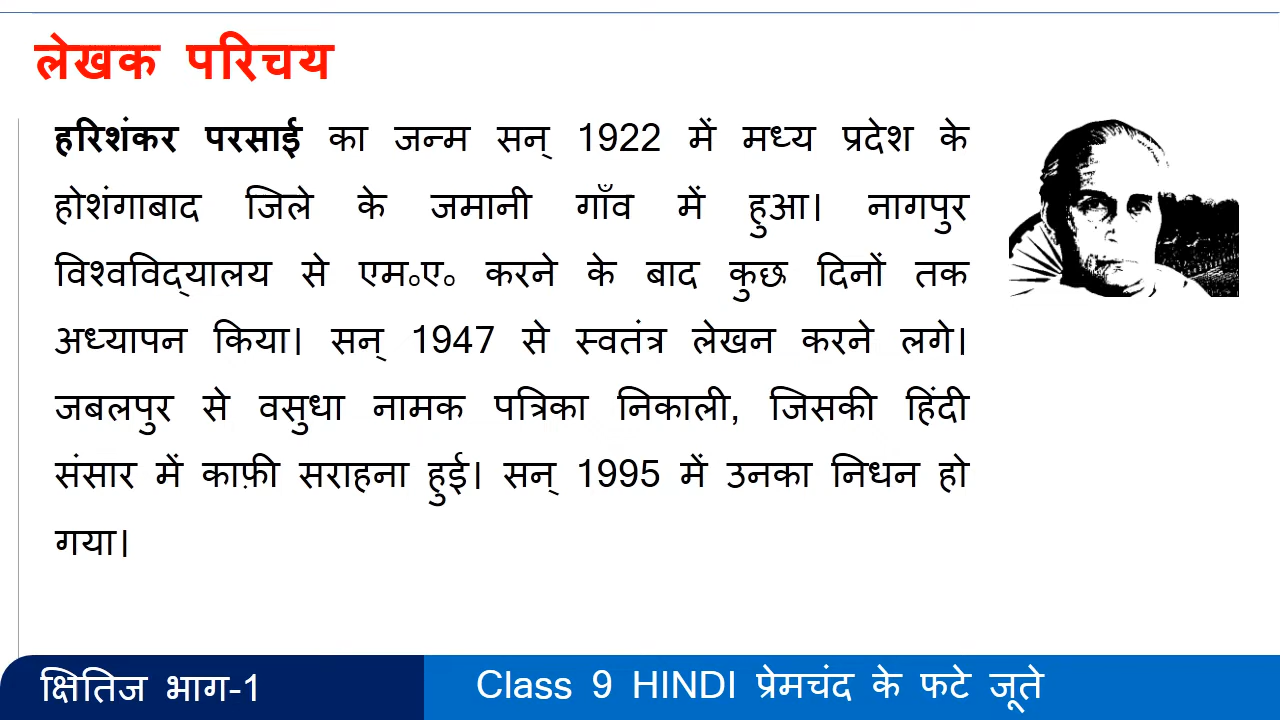 लेखक परिचय
हरिशंकर परसाई का जन्म सन् 1922 में मध्य प्रदेश के
होशंगाबाद जिले के जमानी गाँव में हुआ। नागपुर
विश्वविद्यालय से एम॰ए॰ करने के बाद कुछ दिनों तक
अध्यापन किया। सन् 1947 से स्वतंत्र लेखन करने लगे।
जबलपुर से वसुधा नामक पत्रिका निकाली, जिसकी हिंदी
संसार में काफ़ी सराहना हुई। सन् 1995 में उनका निधन हो
गया।
क्षितिज भाग-1
Class 9 HINDI प्रेमचंद के फटे जूते